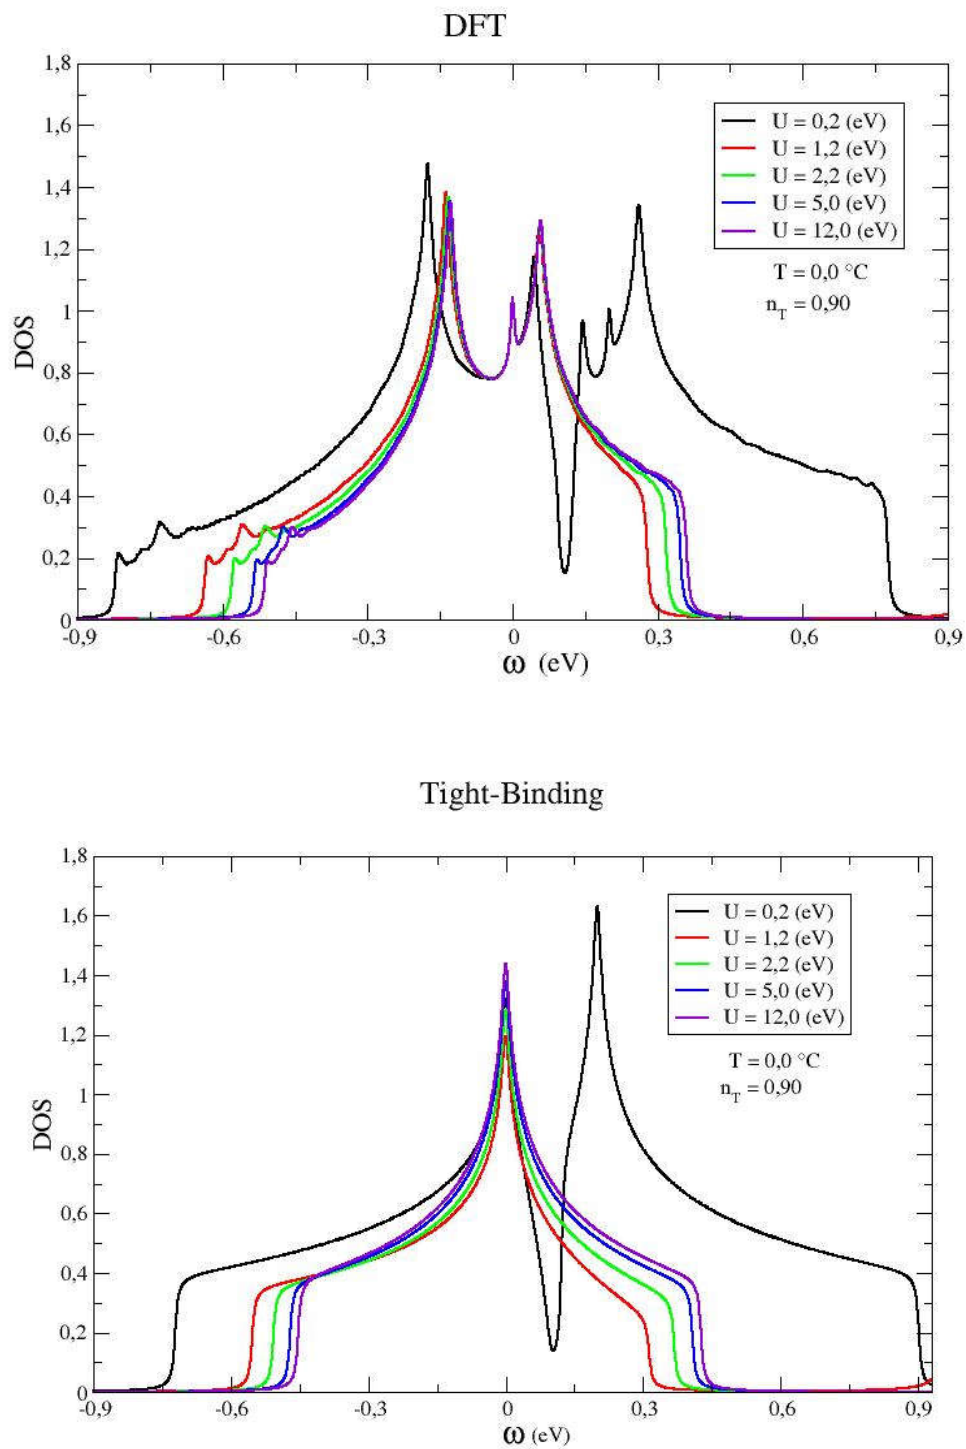 DFT
1,8
1,6
1,4
1,2
1
0,8
0,6
0,4
0,2
0
DOS
U = 0,2 (eV)
U = 1,2 (eV)
U = 2,2 (eV)
U = 5,0 (eV)
U = 12,0 (eV)
T = 0,0 °C
n_T = 0,90
-0,9 -0,6 -0,3 0 0,3 0,6 0,9
ω (eV)
Tight-Binding
1,8
1,6
1,4
1,2
1
0,8
0,6
0,4
0,2
0
DOS
U = 0,2 (eV)
U = 1,2 (eV)
U = 2,2 (eV)
U = 5,0 (eV)
U = 12,0 (eV)
T = 0,0 °C
n_T = 0,90
-0,9 -0,6 -0,3 0 0,3 0,6 0,9
ω (eV)